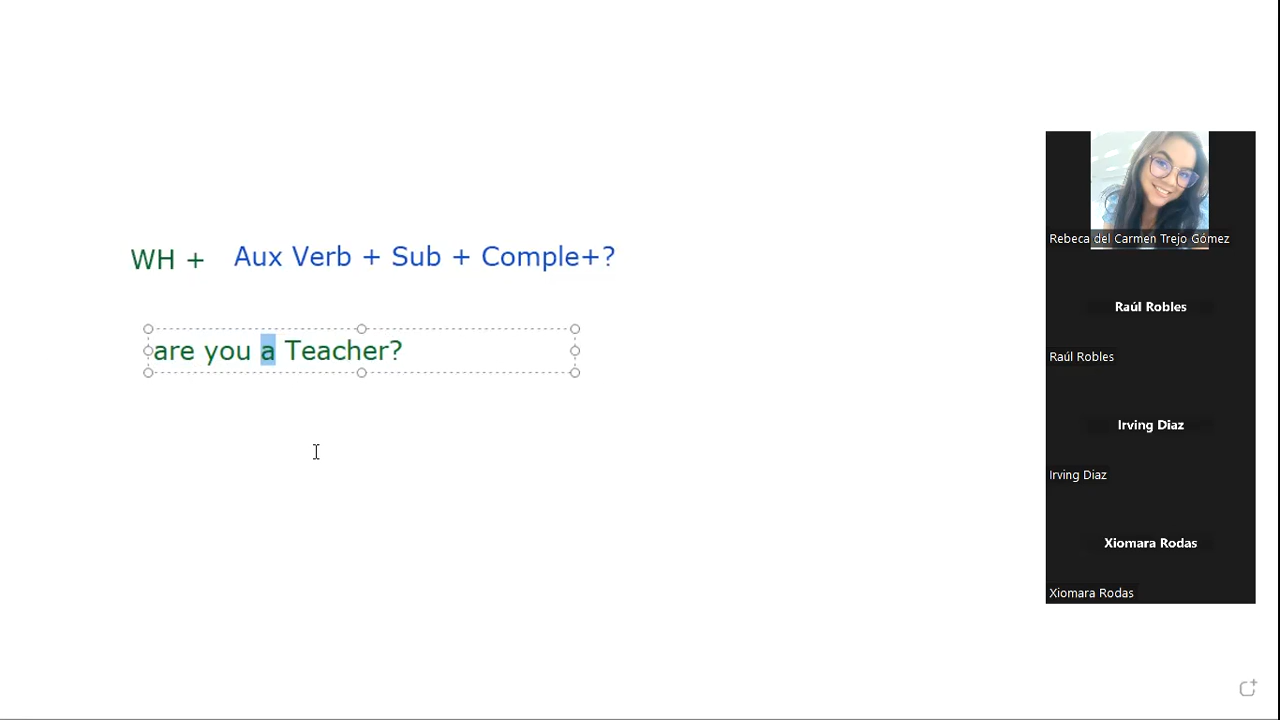 WH + Aux Verb + Sub + Comple+?
are you a Teacher?
Rebeca del Carmen Trejo Gómez
Raúl Robles
Raúl Robles
Irving Diaz
Irving Diaz
Xiomara Rodas
Xiomara Rodas